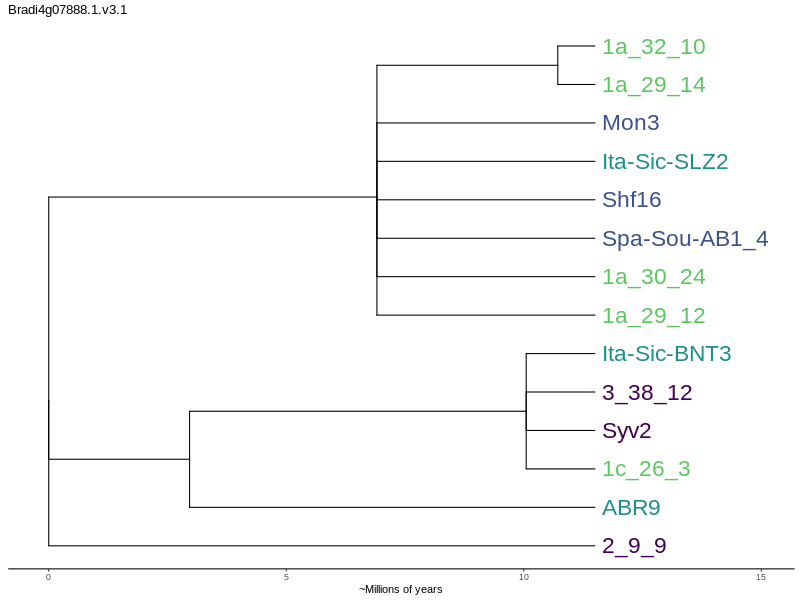 Bradi4g07888.1.v3.1
1a_32_10
1a_29_14
Mon3
Ita-Sic-SLZ2
Shf16
Spa-Sou-AB1_4
1a_30_24
1a_29_12
Ita-Sic-BNT3
3_38_12
Syv2
1c_26_3
ABR9
2_9_9
0 5 10 15
~Millions of years